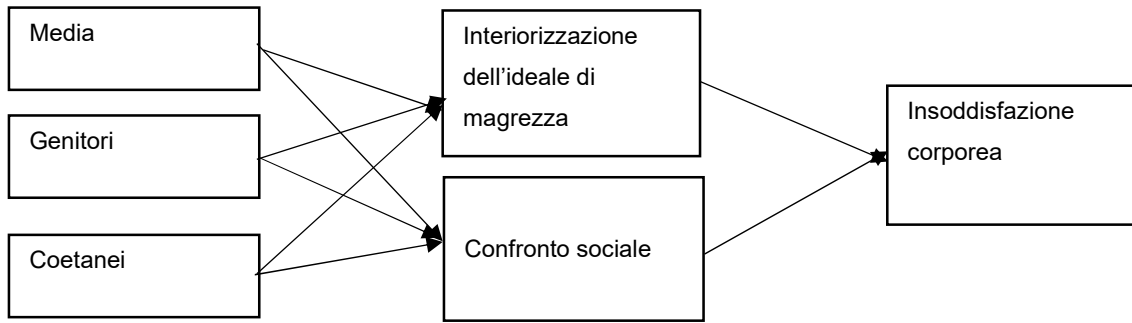 Media
Genitori
Coetanei
Interiorizzazione
dell'ideale di
magrezza
Confronto sociale
Insoddisfazione
corporea